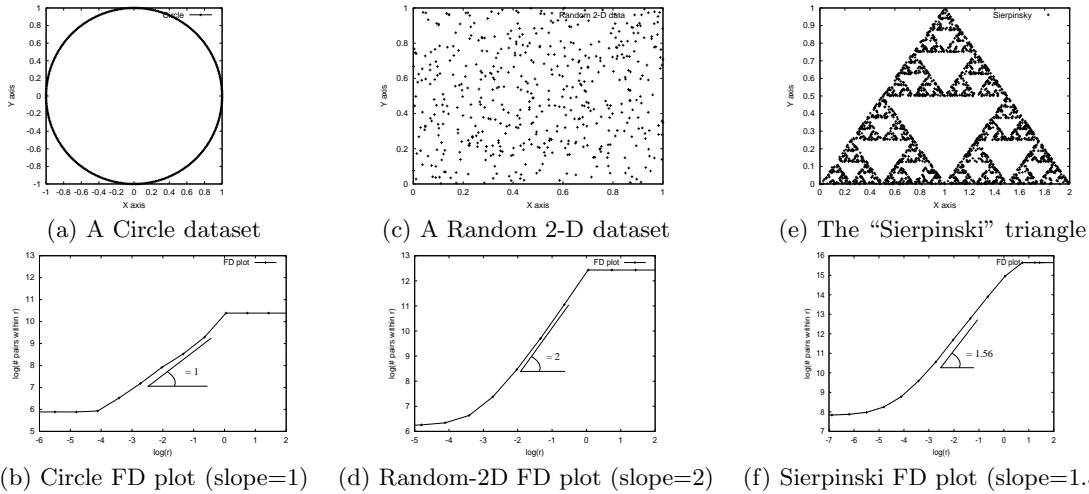 Circle
1
0.8
0.6
0.4
0.2
0
-0.2
-0.4
-0.6
-0.8
-1
Y axis
-1 -0.8 -0.6 -0.4 -0.2 0 0.2 0.4 0.6 0.8 1
X axis
(a) A Circle dataset
Random 2-D data
1
0.8
0.6
0.4
0.2
0
Y axis
0 0.2 0.4 0.6 0.8 1
X axis
(c) A Random 2-D dataset
Sierpinsky
1
0.9
0.8
0.7
0.6
0.5
0.4
0.3
0.2
0.1
0
Y axis
0 0.2 0.4 0.6 0.8 1 1.2 1.4 1.6 1.8 2
X axis
(e) The “Sierpinski” triangle
FD plot
13
12
11
10
9
8
7
6
5
log(# pairs within r)
= 1
-6 -5 -4 -3 -2 -1 0 1 2
log(r)
(b) Circle FD plot (slope=1)
FD plot
13
12
11
10
9
8
7
6
log(# pairs within r)
= 2
-5 -4 -3 -2 -1 0 1 2
log(r)
(d) Random-2D FD plot (slope=2)
FD plot
16
15
14
13
12
11
10
9
8
7
log(# pairs within r)
= 1.56
-7 -6 -5 -4 -3 -2 -1 0 1 2
log(r)
(f) Sierpinski FD plot (slope=1.